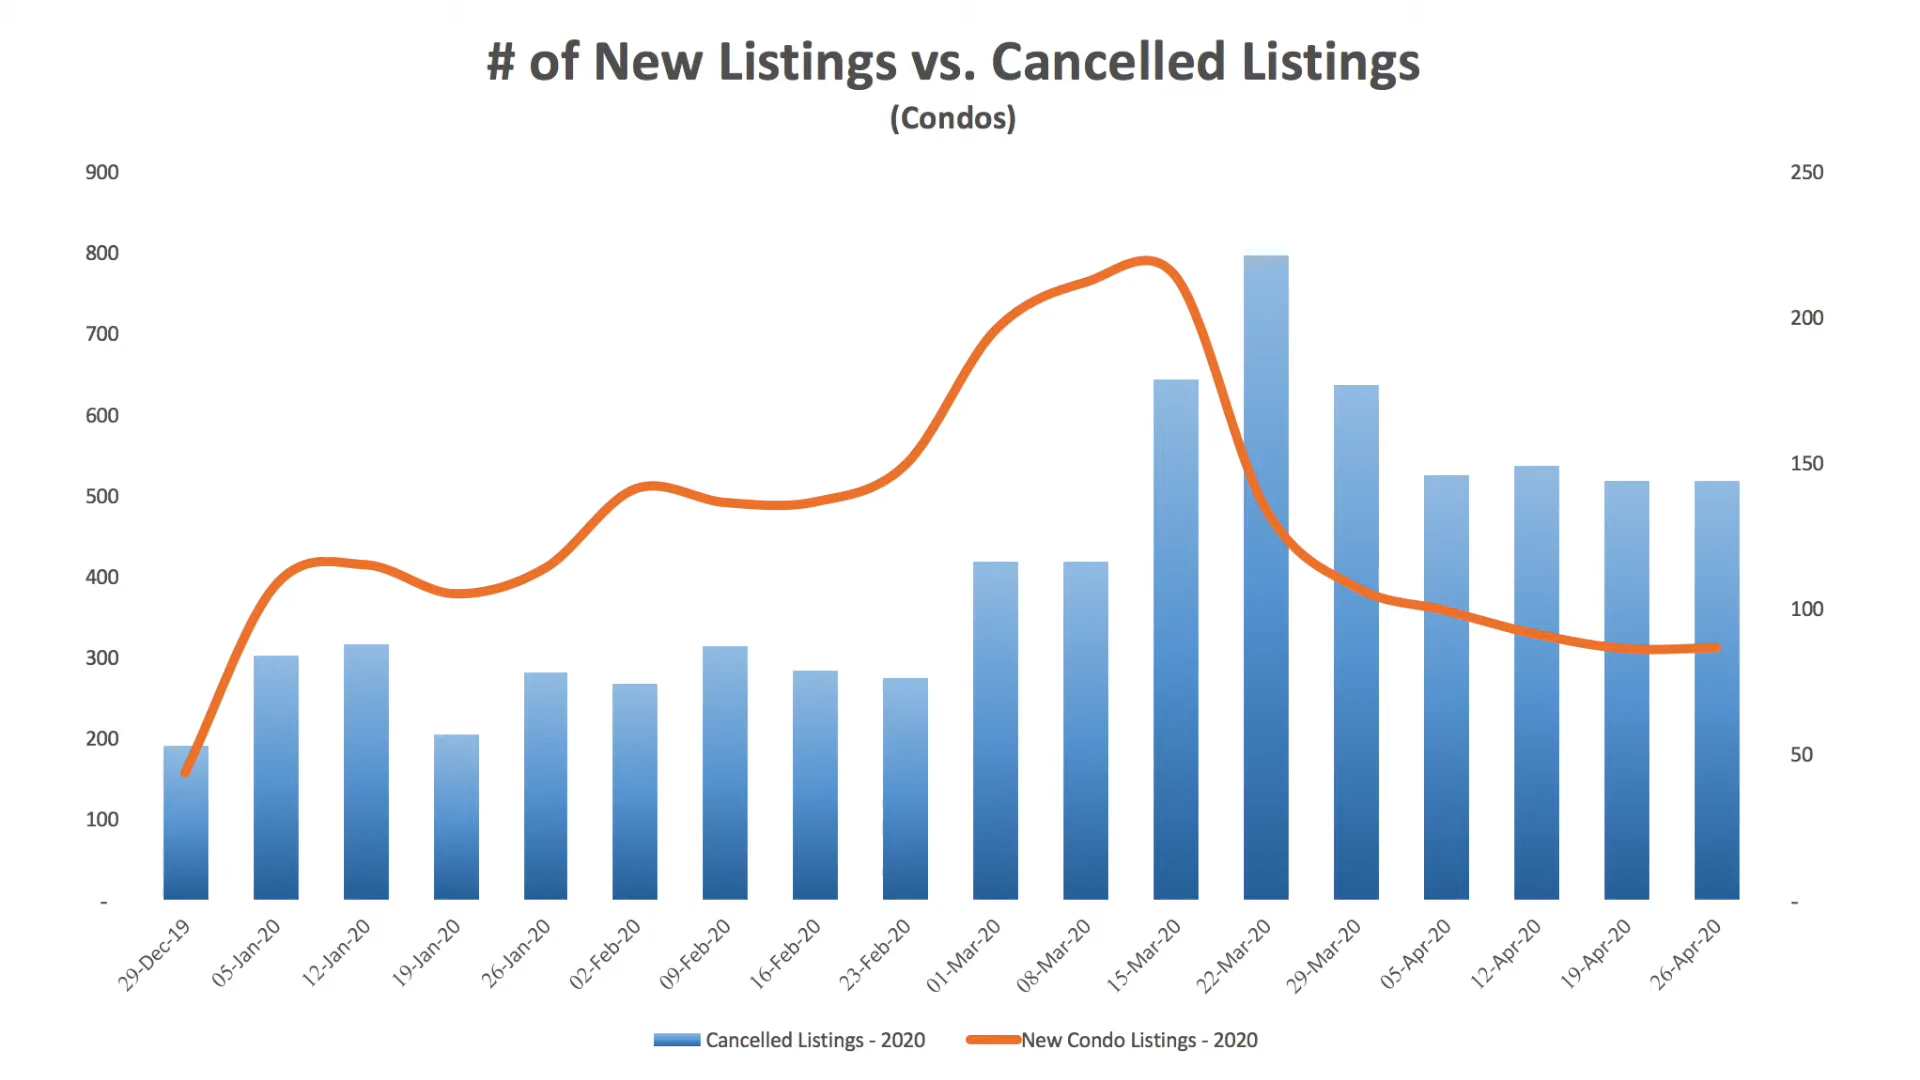 # of New Listings vs. Cancelled Listings
(Condos)
900
800
700
600
500
400
300
200
100
-
250
200
150
100
50
-
29-Dec-19
05-Jan-20
12-Jan-20
19-Jan-20
26-Jan-20
02-Feb-20
09-Feb-20
16-Feb-20
23-Feb-20
01-Mar-20
08-Mar-20
15-Mar-20
22-Mar-20
29-Mar-20
05-Apr-20
12-Apr-20
19-Apr-20
26-Apr-20
Cancelled Listings - 2020
New Condo Listings - 2020